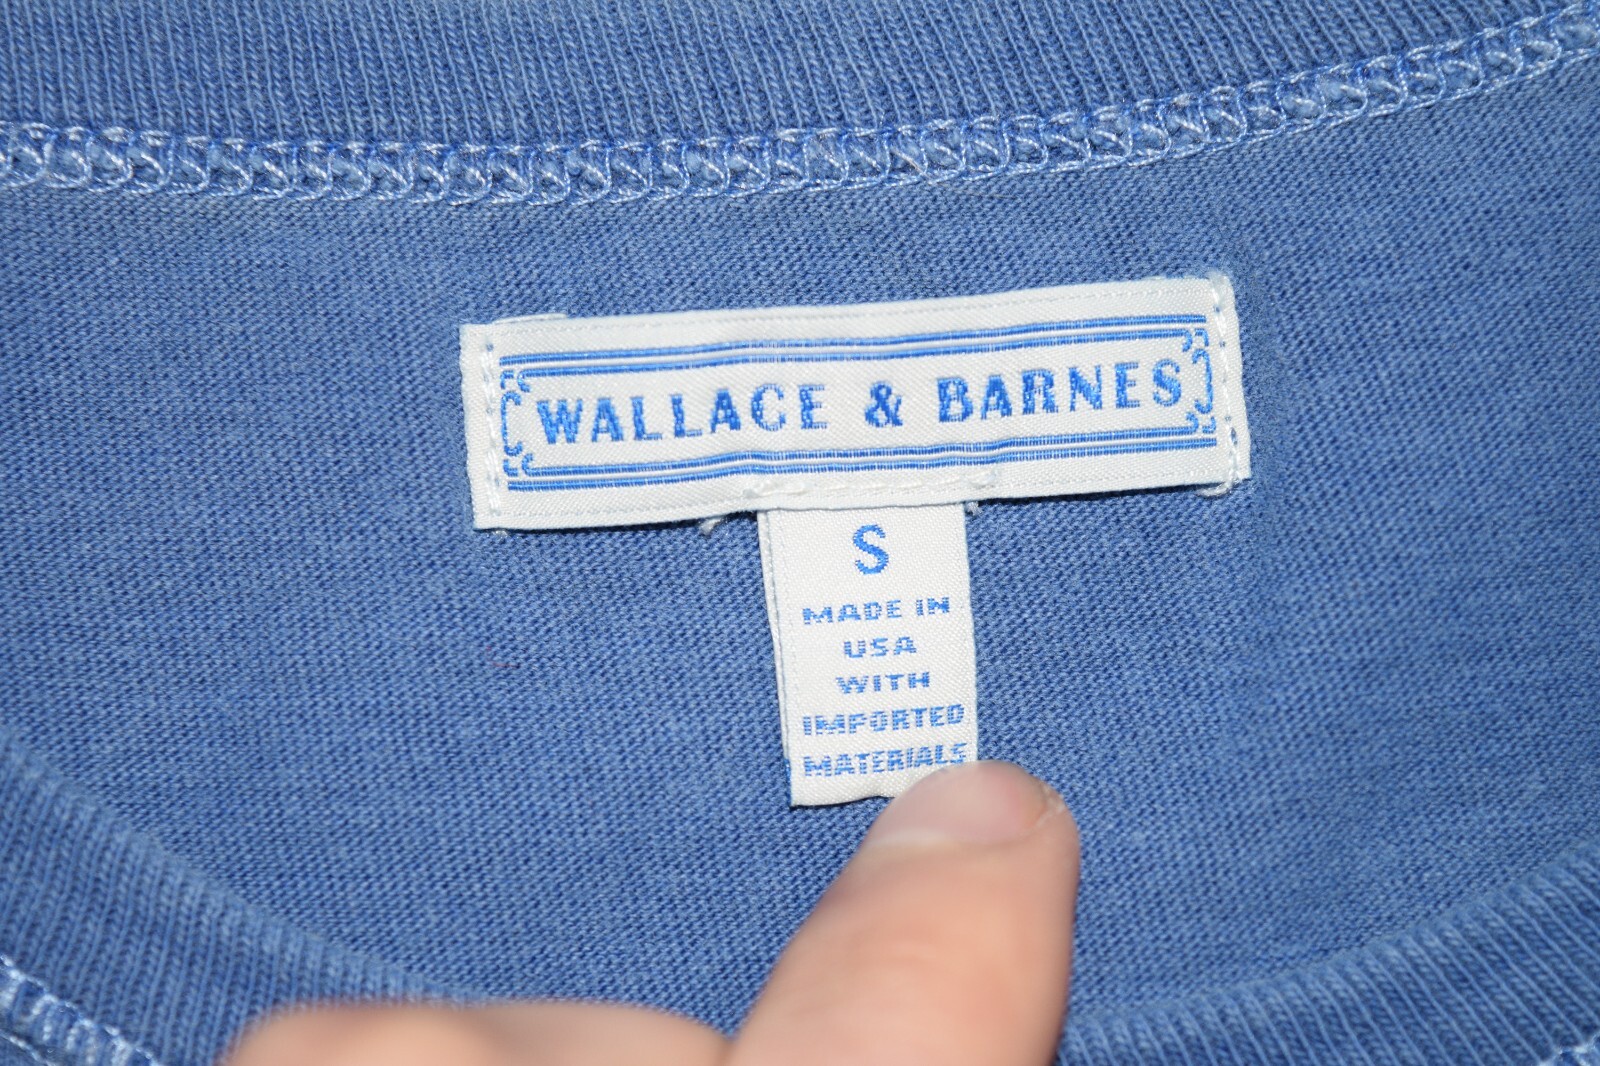 WALLACE & BARNES
S
MADE IN
USA
WITH
IMPORTED
MATERIALS